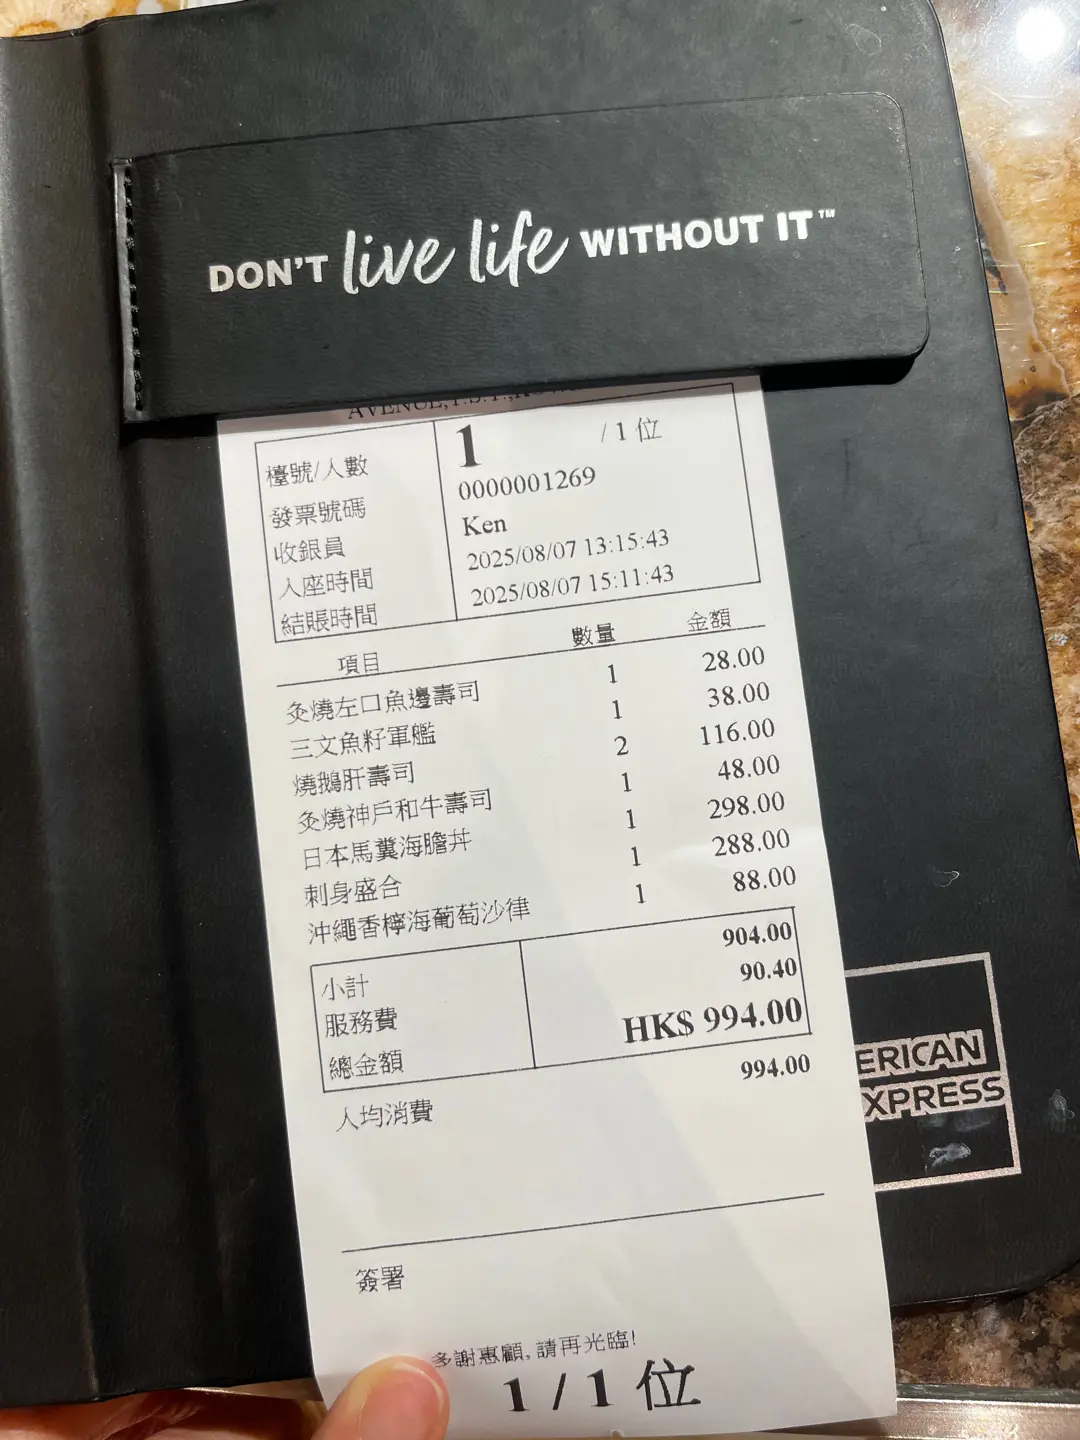 DON'T live life WITHOUT IT™
AVENUE, T.S.T.,
檯號/人數 1 / 1 位
發票號碼 0000001269
收銀員 Ken
入座時間 2025/08/07 13:15:43
結賬時間 2025/08/07 15:11:43
項目 數量 金額
炙燒左口魚邊壽司 1 28.00
三文魚籽軍艦 1 38.00
燒鵝肝壽司 2 116.00
炙燒神戶和牛壽司 1 48.00
日本馬糞海膽丼 1 298.00
刺身盛合 1 288.00
沖繩香檸海葡萄沙律 1 88.00
小計 904.00
服務費 90.40
總金額 HK$ 994.00
人均消費 994.00
ERICAN
XPRESS
簽署
多謝惠顧, 請再光臨!
1 / 1 位